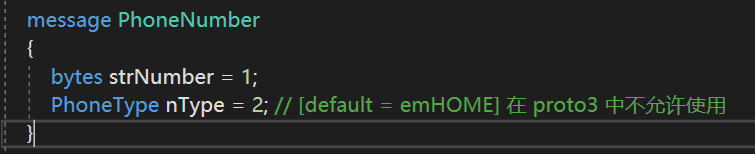 message PhoneNumber
{
bytes strNumber = 1;
PhoneType nType = 2; // [default = emHOME] 在 proto3 中不允许使用
}